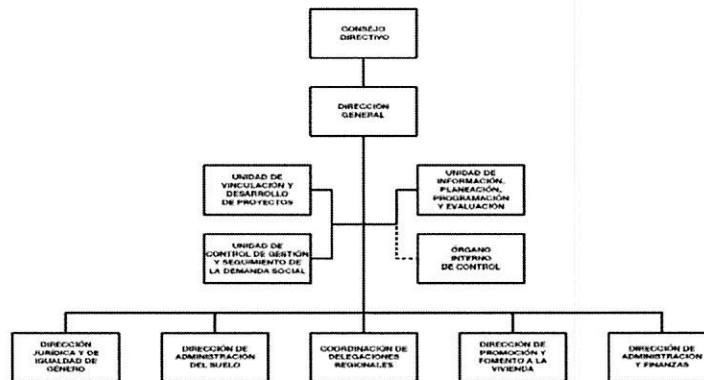 CONSEJO
DIRECTIVO
DIRECCIÓN
GENERAL
UNIDAD DE
VINCULACIÓN Y
DESARROLLO
DE PROYECTOS
UNIDAD DE
INFORMACIÓN,
PLANEACIÓN,
PROGRAMACIÓN
Y EVALUACIÓN
UNIDAD DE
CONTROL DE GESTIÓN
Y SEGUIMIENTO DE
LA DEMANDA SOCIAL
ÓRGANO
INTERNO
DE CONTROL
DIRECCIÓN
JURÍDICA Y DE
IGUALDAD DE
GÉNERO
DIRECCIÓN DE
ADMINISTRACIÓN
DEL SUELO
COORDINACIÓN DE
DELEGACIONES
REGIONALES
DIRECCIÓN DE
PROMOCIÓN Y
FOMENTO A LA
VIVIENDA
DIRECCIÓN DE
ADMINISTRACIÓN
Y FINANZAS